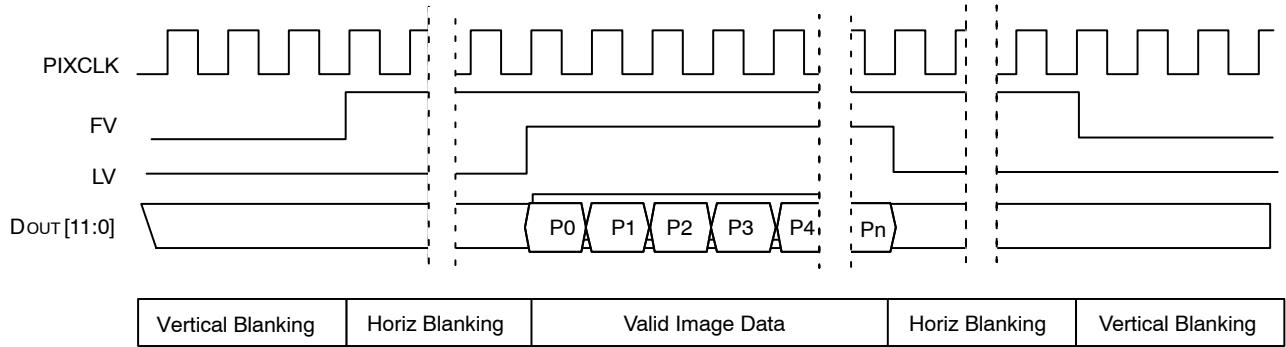 PIXCLK
FV
LV
DOUT[11:0]
P0 P1 P2 P3 P4 Pn
Vertical Blanking Horiz Blanking Valid Image Data Horiz Blanking Vertical Blanking